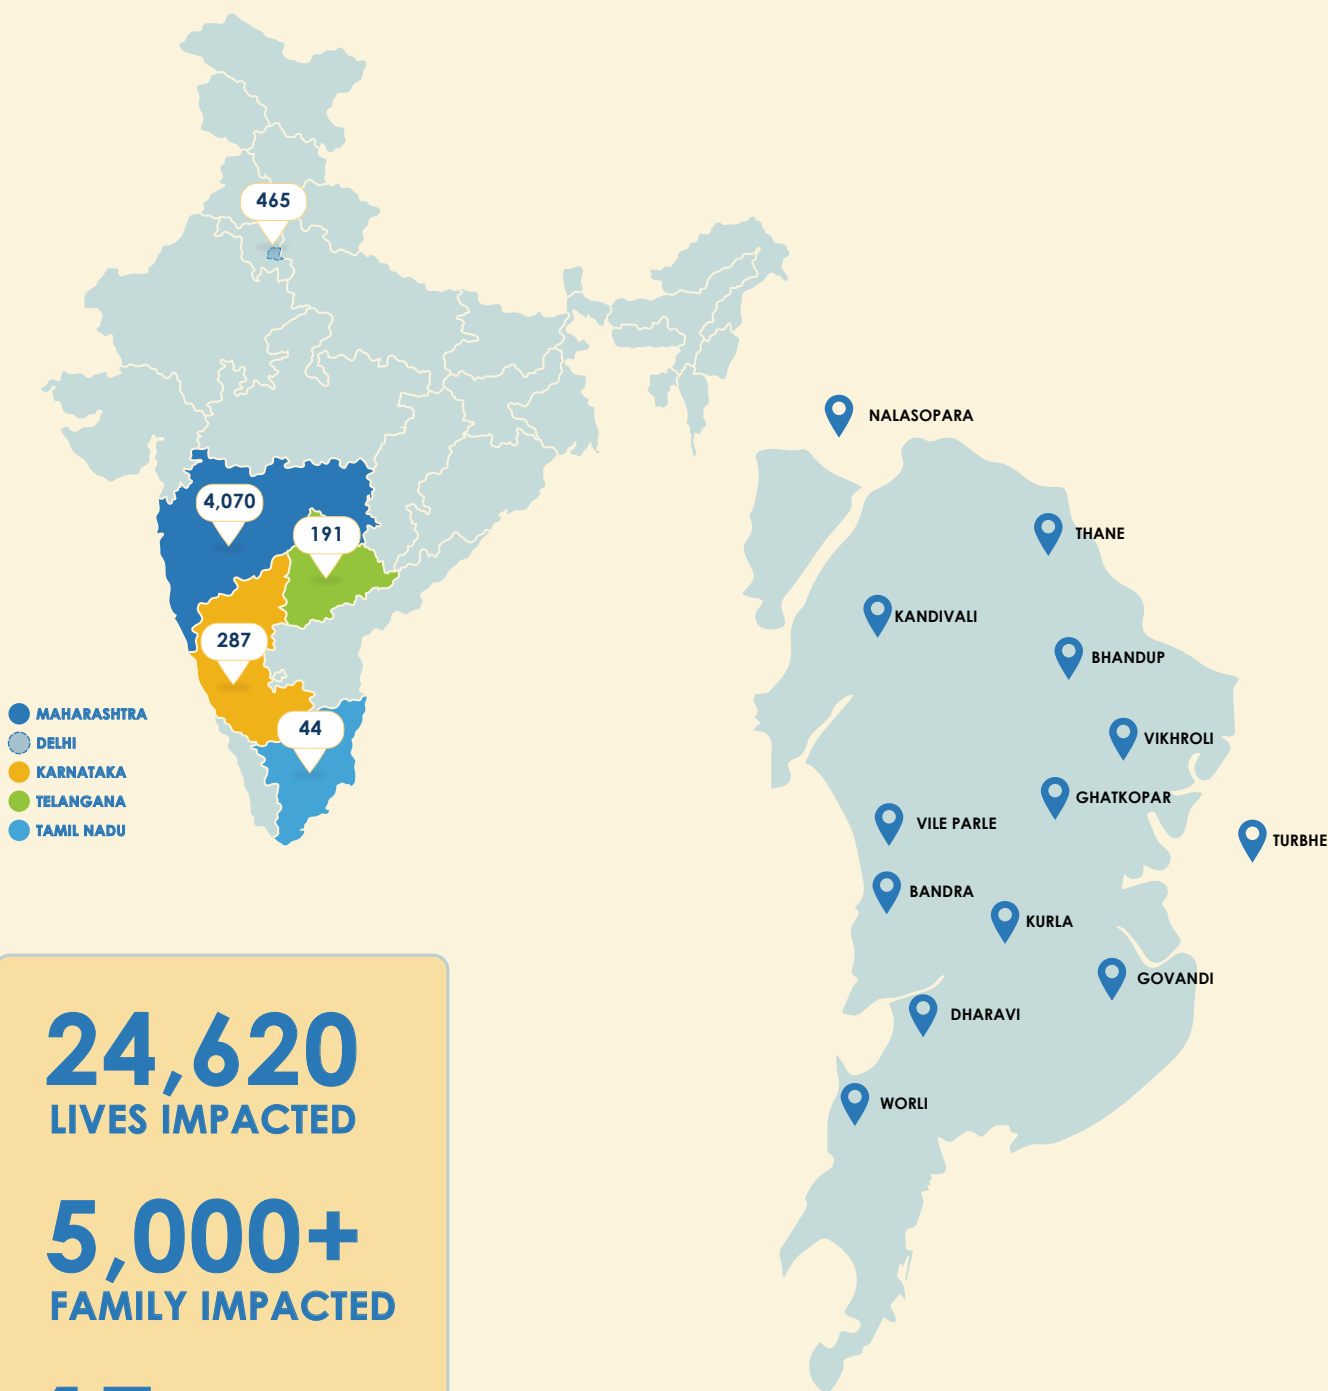 465
4,070
191
287
44
MAHARASHTRA
DELHI
KARNATAKA
TELANGANA
TAMIL NADU
NALASOPARA
THANE
KANDIVALI
BHANDUP
VIKHROLI
GHATKOPAR
VILE PARLE
TURBHE
BANDRA
KURLA
GOVANDI
DHARAVI
WORLI
24,620
LIVES IMPACTED
5,000+
FAMILY IMPACTED